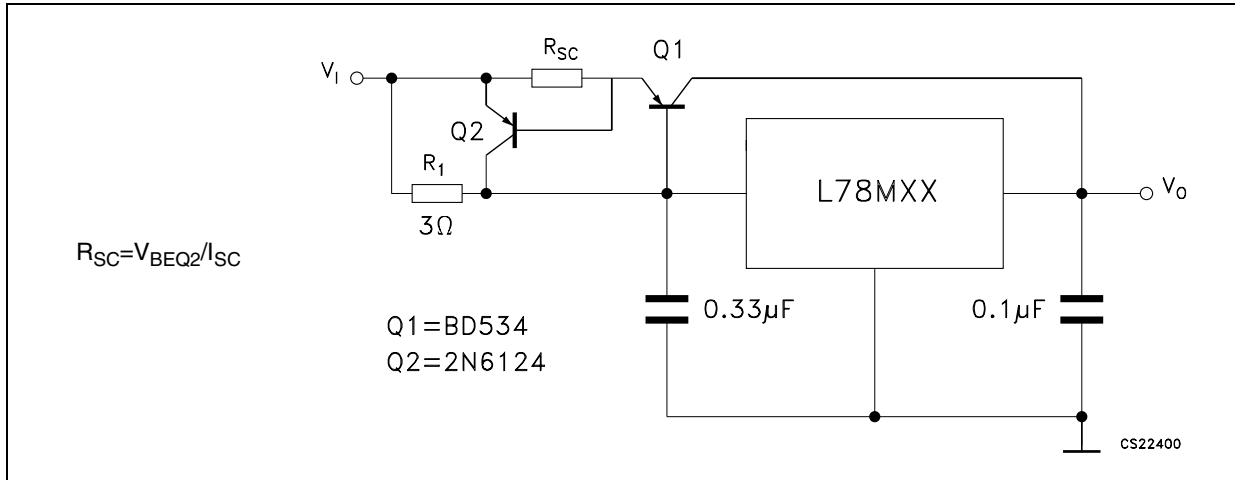 R_SC
Q1
V_I
Q2
R_1
L78MXX
V_O
3Ω
R_SC=V_BEQ2/I_SC
0.33µF
0.1µF
Q1=BD534
Q2=2N6124
CS22400